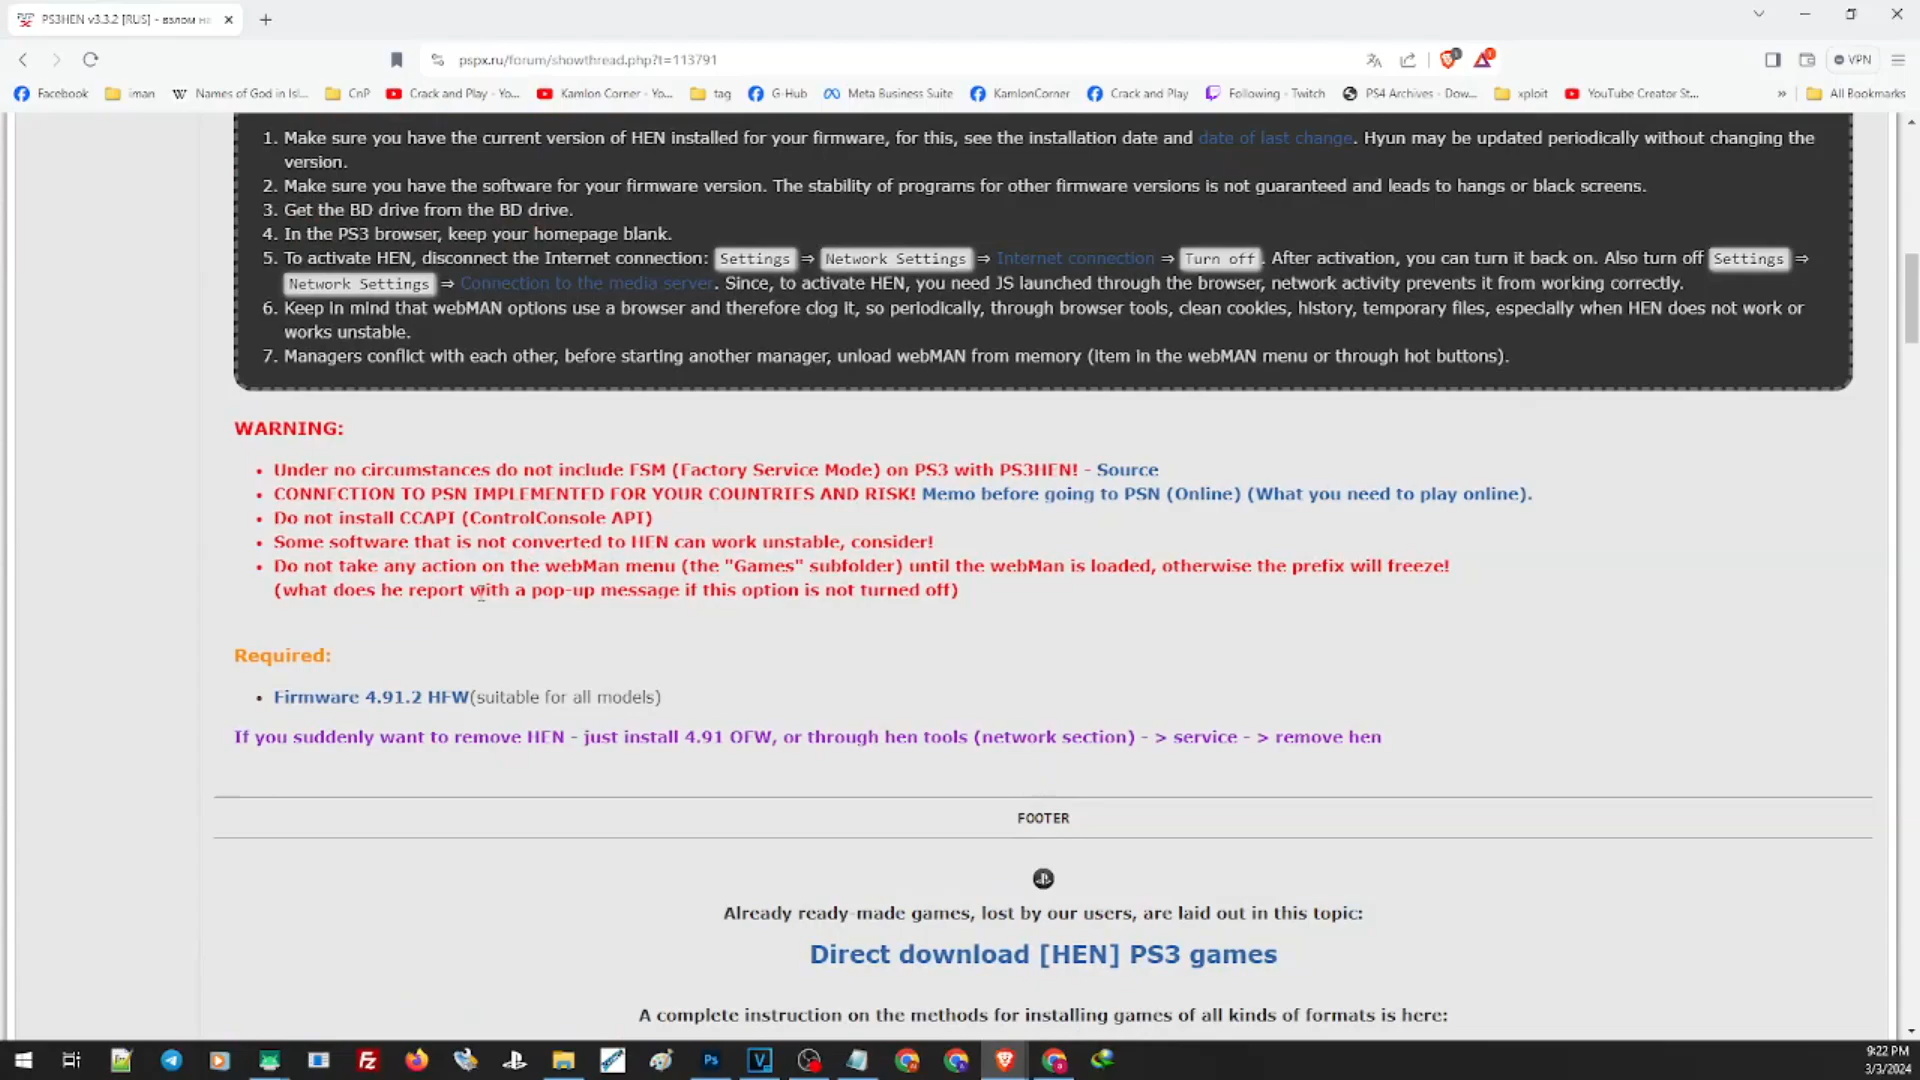 PS3HEN v3.3.2 [RUS] - взлом на
pspx.ru/forum/showthread.php?t=113791
VPN
Facebook iman Names of God in Isl... CnP Crack and Play - Yo... Kamlon Corner - Yo... tag G-Hub Meta Business Suite KamlonCorner Crack and Play Following - Twitch PS4 Archives - Dow... xploit YouTube Creator St... » All Bookmarks
1. Make sure you have the current version of HEN installed for your firmware, for this, see the installation date and date of last change. Hyun may be updated periodically without changing the
version.
2. Make sure you have the software for your firmware version. The stability of programs for other firmware versions is not guaranteed and leads to hangs or black screens.
3. Get the BD drive from the BD drive.
4. In the PS3 browser, keep your homepage blank.
5. To activate HEN, disconnect the Internet connection: Settings ⇒ Network Settings ⇒ Internet connection ⇒ Turn off. After activation, you can turn it back on. Also turn off Settings ⇒
Network Settings ⇒ Connection to the media server. Since, to activate HEN, you need JS launched through the browser, network activity prevents it from working correctly.
6. Keep in mind that webMAN options use a browser and therefore clog it, so periodically, through browser tools, clean cookies, history, temporary files, especially when HEN does not work or
works unstable.
7. Managers conflict with each other, before starting another manager, unload webMAN from memory (item in the webMAN menu or through hot buttons).
WARNING:
• Under no circumstances do not include FSM (Factory Service Mode) on PS3 with PS3HEN! - Source
• CONNECTION TO PSN IMPLEMENTED FOR YOUR COUNTRIES AND RISK! Memo before going to PSN (Online) (What you need to play online).
• Do not install CCAPI (ControlConsole API)
• Some software that is not converted to HEN can work unstable, consider!
• Do not take any action on the webMan menu (the "Games" subfolder) until the webMan is loaded, otherwise the prefix will freeze!
(what does he report with a pop-up message if this option is not turned off)
Required:
• Firmware 4.91.2 HFW(suitable for all models)
If you suddenly want to remove HEN - just install 4.91 OFW, or through hen tools (network section) - > service - > remove hen
FOOTER
Already ready-made games, lost by our users, are laid out in this topic:
Direct download [HEN] PS3 games
A complete instruction on the methods for installing games of all kinds of formats is here:
9:22 PM
3/3/2024